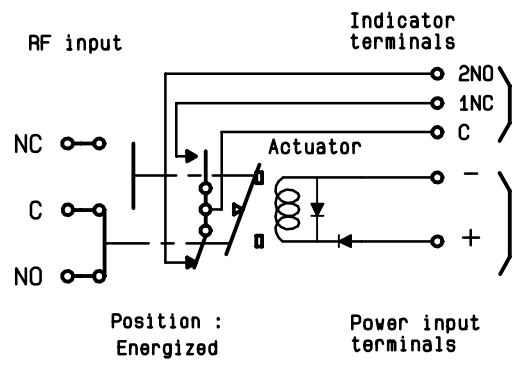 Indicator
terminals
RF input
2NO
1NC
C
NC
Actuator
−
C
+
NO
Position :
Energized
Power input
terminals